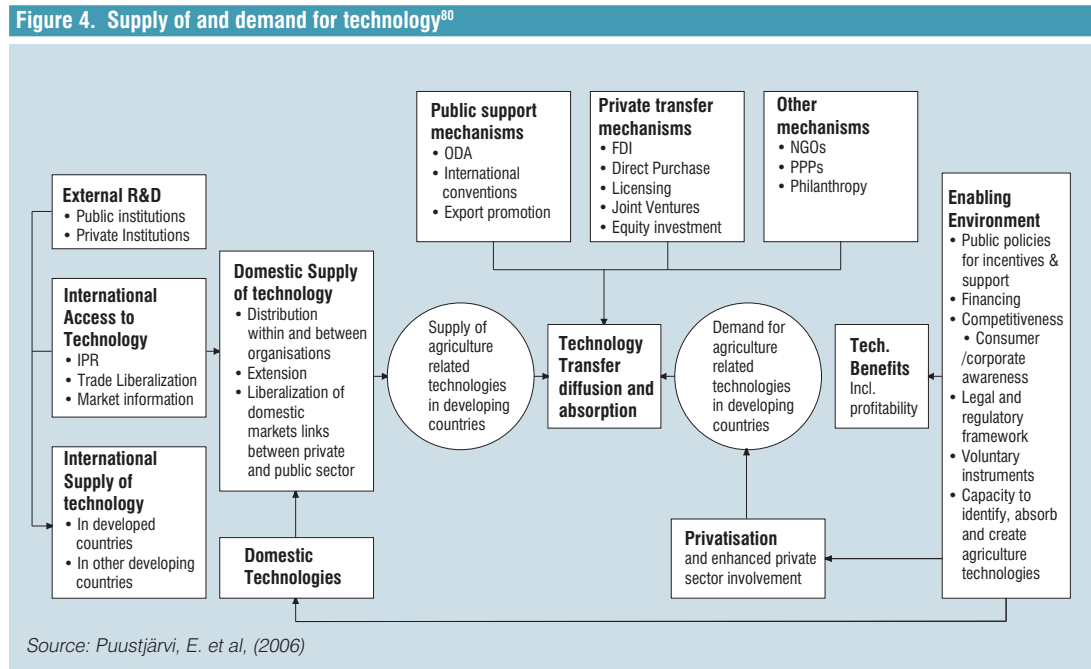 Figure 4. Supply of and demand for technology80
Public support
mechanisms
• ODA
• International
conventions
• Export promotion
Private transfer
mechanisms
• FDI
• Direct Purchase
• Licensing
• Joint Ventures
• Equity investment
Other
mechanisms
• NGOs
• PPPs
• Philanthropy
External R&D
• Public institutions
• Private Institutions
International
Access to
Technology
• IPR
• Trade Liberalization
• Market information
International
Supply of
technology
• In developed
countries
• In other developing
countries
Domestic Supply
of technology
• Distribution
within and between
organisations
• Extension
• Liberalization of
domestic
markets links
between private
and public sector
Domestic
Technologies
Supply of
agriculture
related
technologies
in developing
countries
Technology
Transfer
diffusion and
absorption
Demand for
agriculture
related
technologies
in developing
countries
Tech.
Benefits
Incl.
profitability
Privatisation
and enhanced private
sector involvement
Enabling
Environment
• Public policies
for incentives &
support
• Financing
• Competitiveness
• Consumer
/corporate
awareness
• Legal and
regulatory
framework
• Voluntary
instruments
• Capacity to
identify, absorb
and create
agriculture
technologies
Source: Puustjärvi, E. et al, (2006)